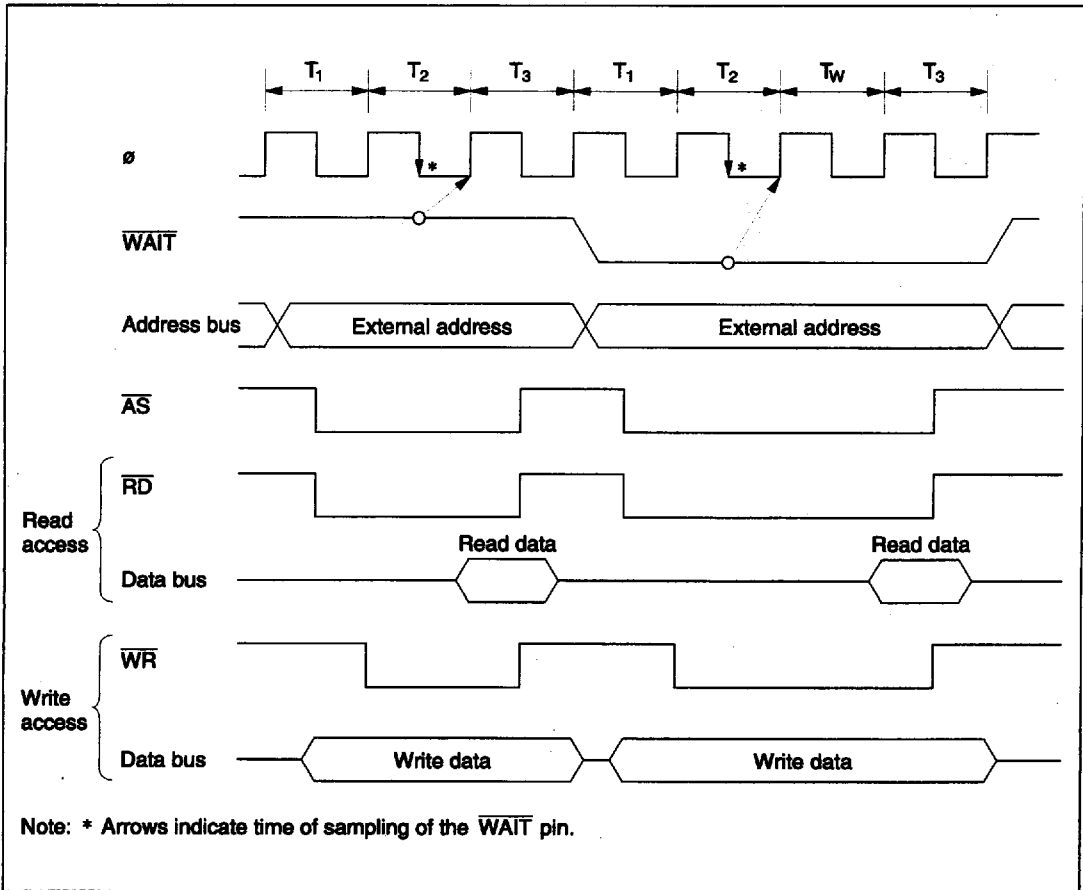 T1 T2 T3 T1 T2 TW T3
ø
* *
WAIT
Address bus External address External address
AS
RD
Read access
Read data Read data
Data bus
WR
Write access
Data bus Write data Write data
Note: * Arrows indicate time of sampling of the WAIT pin.